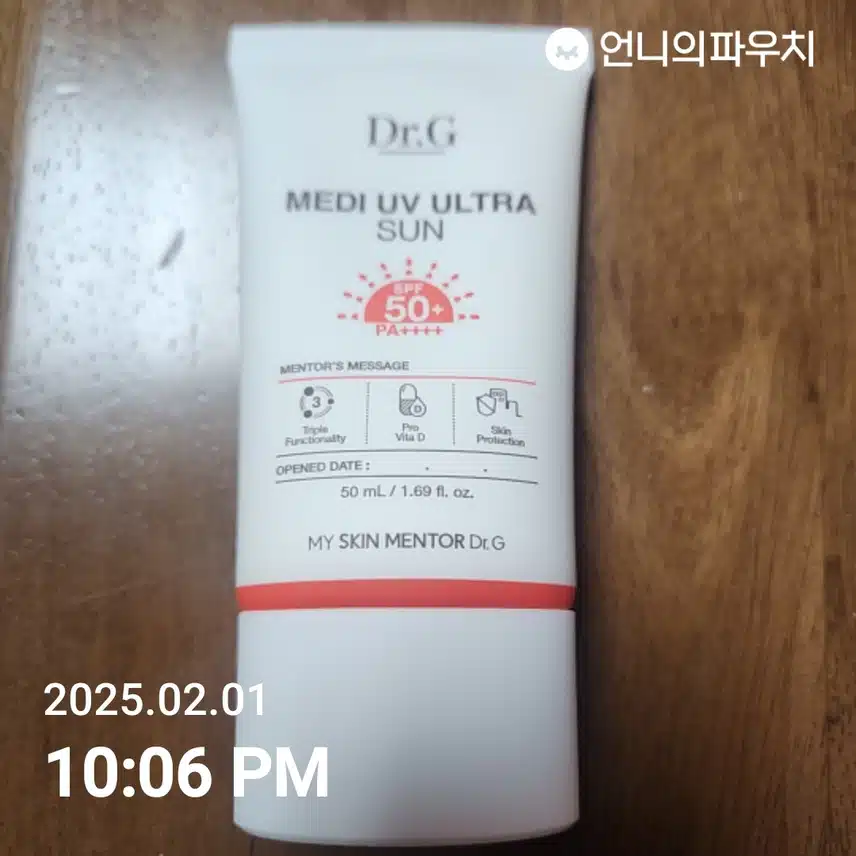 언니의파우치
Dr.G
MEDI UV ULTRA
SUN
SPF
50+
PA++++
MENTOR'S MESSAGE
3
Triple
Functionality
D
Pro
Vita D
Skin
Protection
OPENED DATE : . .
50 mL / 1.69 fl. oz.
MY SKIN MENTOR Dr.G
2025.02.01
10:06 PM